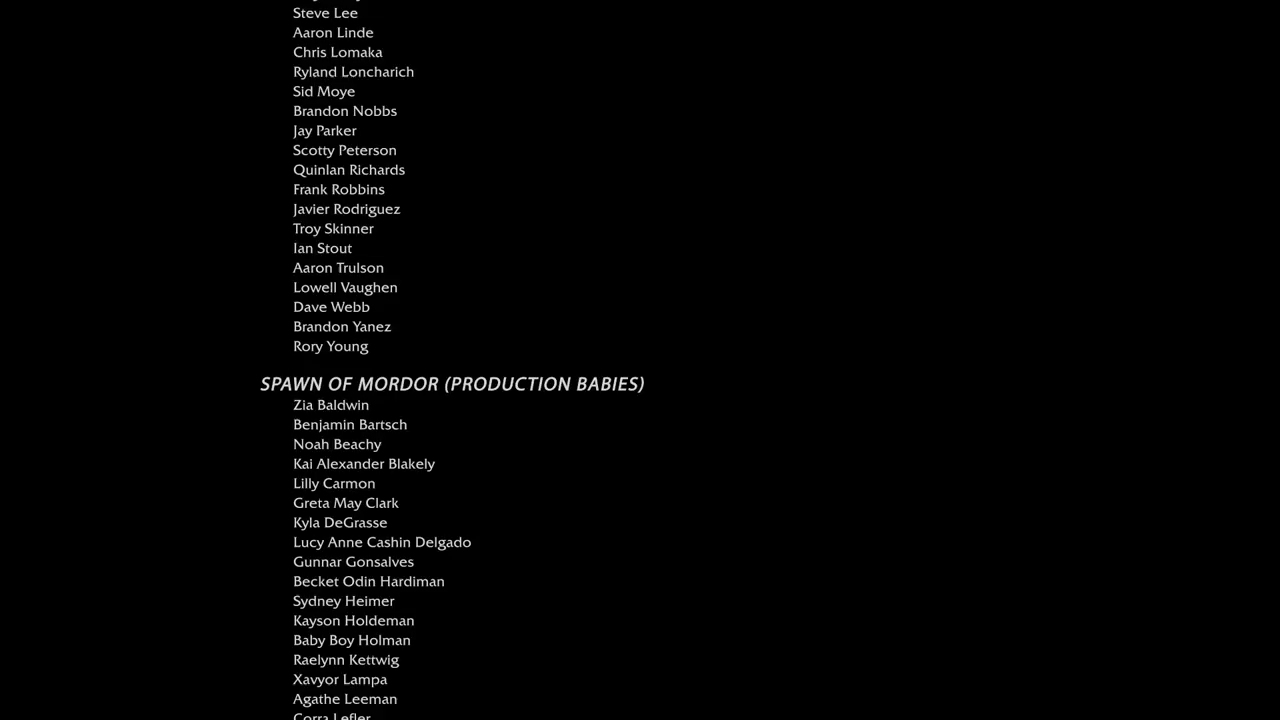 Steve Lee
Aaron Linde
Chris Lomaka
Ryland Loncharich
Sid Moye
Brandon Nobbs
Jay Parker
Scotty Peterson
Quinlan Richards
Frank Robbins
Javier Rodriguez
Troy Skinner
Ian Stout
Aaron Trulson
Lowell Vaughen
Dave Webb
Brandon Yanez
Rory Young
SPAWN OF MORDOR (PRODUCTION BABIES)
Zia Baldwin
Benjamin Bartsch
Noah Beachy
Kai Alexander Blakely
Lilly Carmon
Greta May Clark
Kyla DeGrasse
Lucy Anne Cashin Delgado
Gunnar Gonsalves
Becket Odin Hardiman
Sydney Heimer
Kayson Holdeman
Baby Boy Holman
Raelynn Kettwig
Xavyor Lampa
Agathe Leeman
Corra Lefler